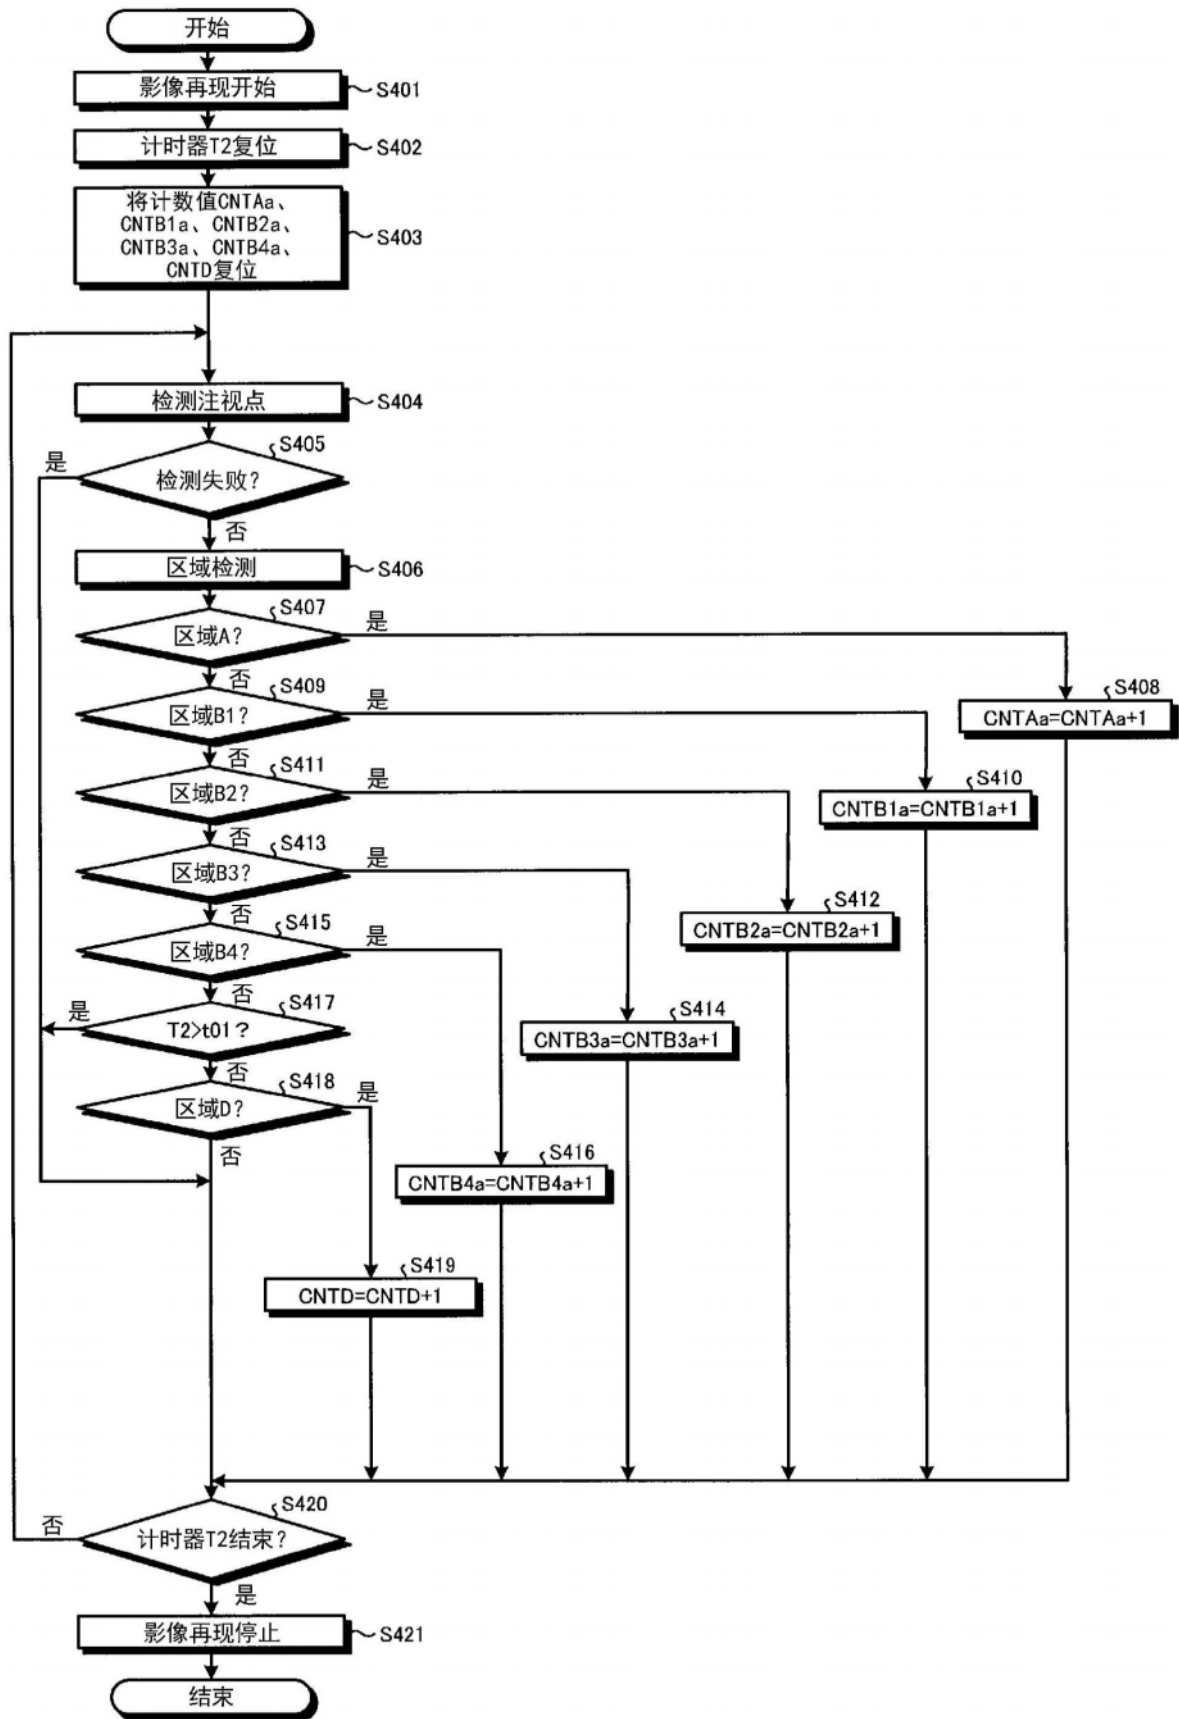 开始
影像再现开始
S401
计时器T2复位
S402
将计数值CNTAa、
CNTB1a、CNTB2a、
CNTB3a、CNTB4a、
CNTD复位
S403
检测注视点
S404
S405
是
检测失败？
否
区域检测
S406
S407
区域A？
是
否
S408
CNTAa=CNTAa+1
S409
区域B1？
是
否
S410
CNTB1a=CNTB1a+1
S411
区域B2？
是
否
S412
CNTB2a=CNTB2a+1
S413
区域B3？
是
否
S414
CNTB3a=CNTB3a+1
S415
区域B4？
是
否
S416
CNTB4a=CNTB4a+1
S417
是
T2>t01？
否
S418
区域D？
是
否
S419
CNTD=CNTD+1
S420
否
计时器T2结束？
是
影像再现停止
S421
结束